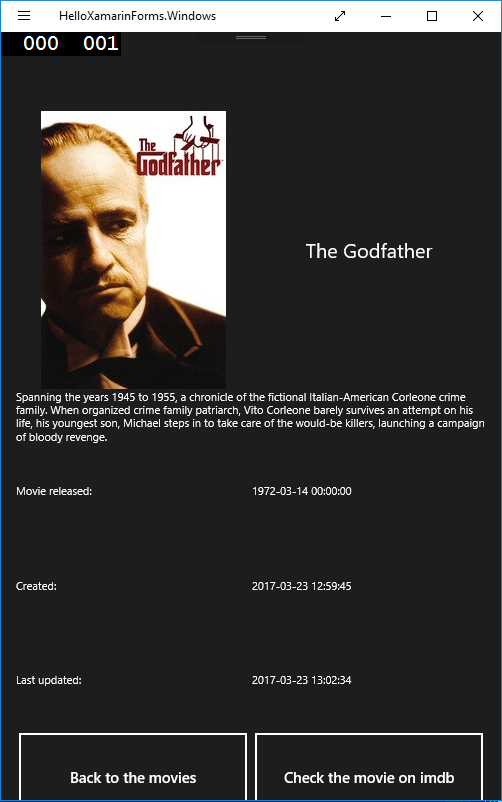 HelloXamarinForms.Windows
000 001
The
Godfather
The Godfather
Spanning the years 1945 to 1955, a chronicle of the fictional Italian-American Corleone crime
family. When organized crime family patriarch, Vito Corleone barely survives an attempt on his
life, his youngest son, Michael steps in to take care of the would-be killers, launching a campaign
of bloody revenge.
Movie released: 1972-03-14 00:00:00
Created: 2017-03-23 12:59:45
Last updated: 2017-03-23 13:02:34
Back to the movies Check the movie on imdb